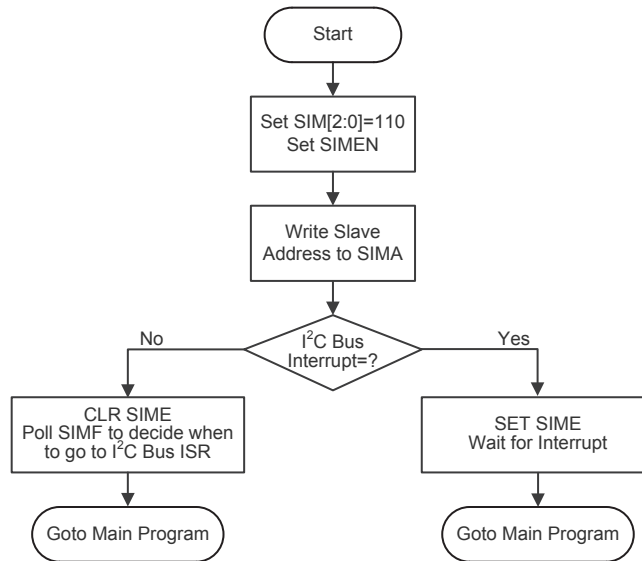 Start
Set SIM[2:0]=110
Set SIMEN
Write Slave
Address to SIMA
I²C Bus
Interrupt=?
No
Yes
CLR SIME
Poll SIMF to decide when
to go to I²C Bus ISR
SET SIME
Wait for Interrupt
Goto Main Program
Goto Main Program